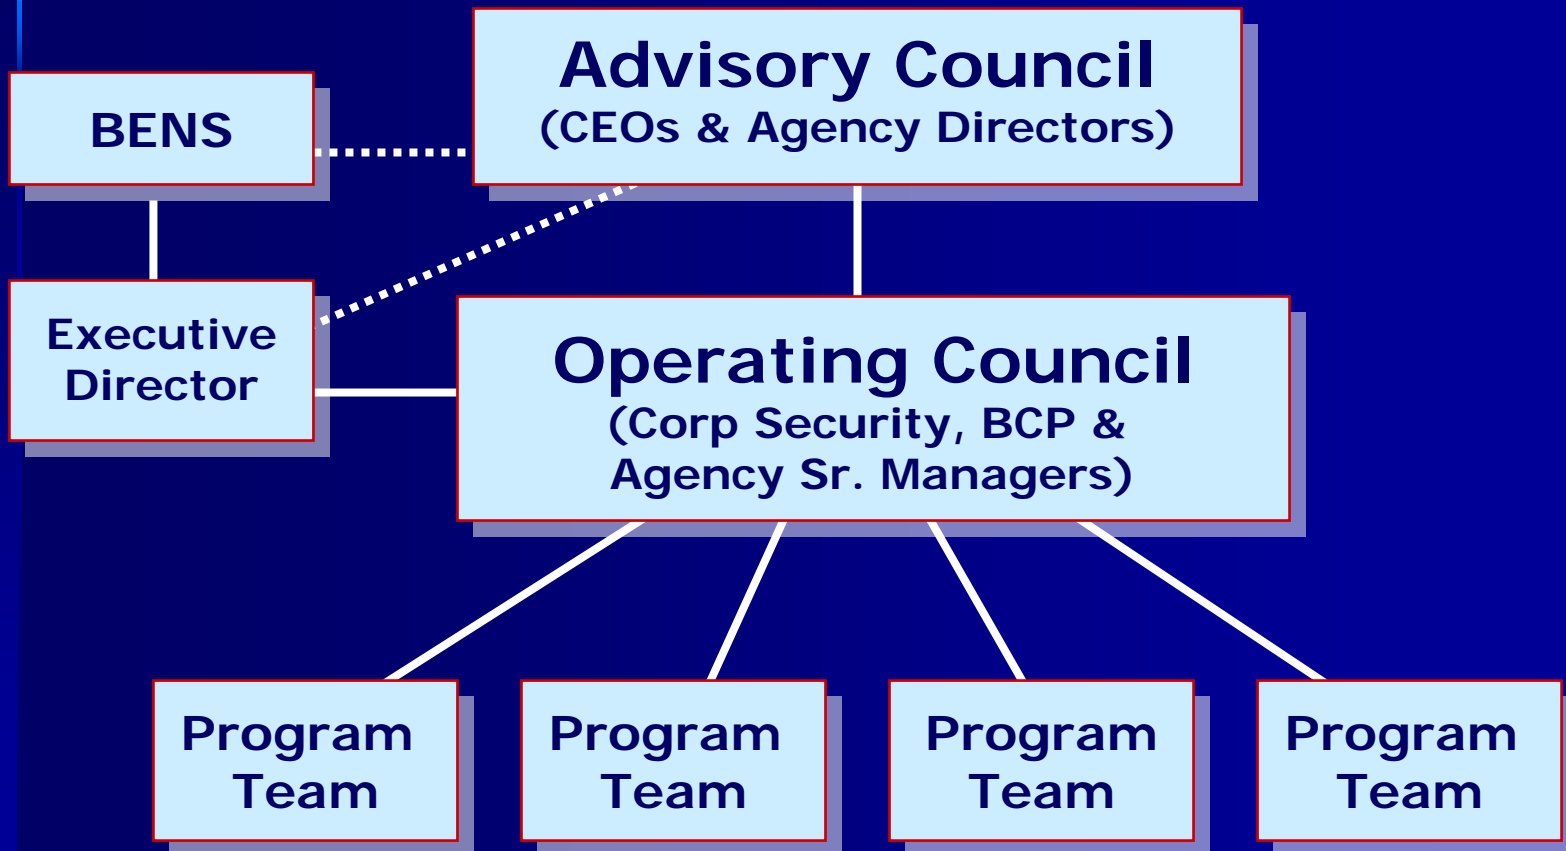 Advisory Council
(CEOs & Agency Directors)
BENS
Executive
Director
Operating Council
(Corp Security, BCP &
Agency Sr. Managers)
Program
Team
Program
Team
Program
Team
Program
Team